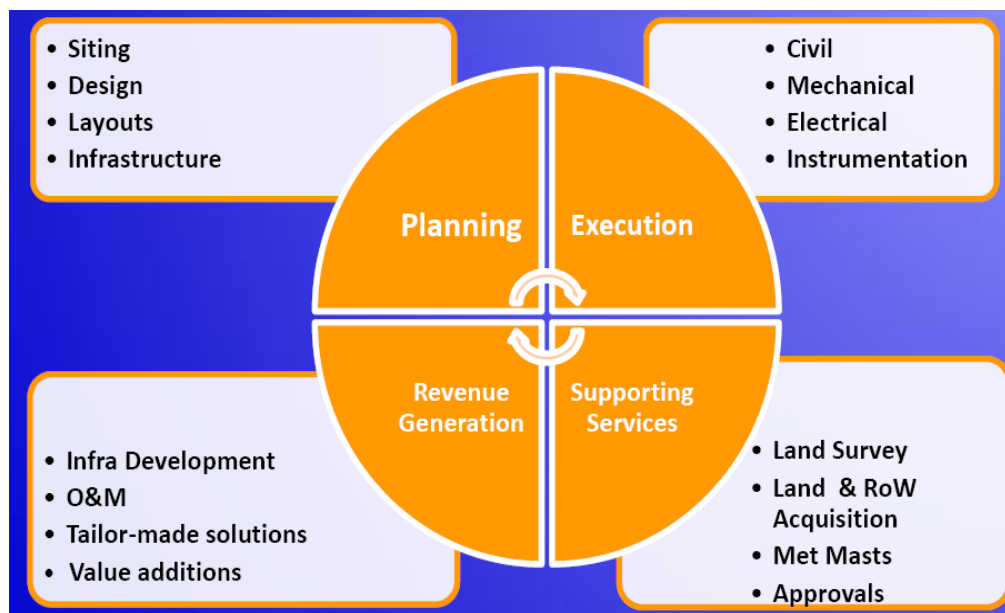 • Siting
• Design
• Layouts
• Infrastructure
• Civil
• Mechanical
• Electrical
• Instrumentation
Planning
Execution
Revenue
Generation
Supporting
Services
• Infra Development
• O&M
• Tailor-made solutions
• Value additions
• Land Survey
• Land & RoW
Acquisition
• Met Masts
• Approvals